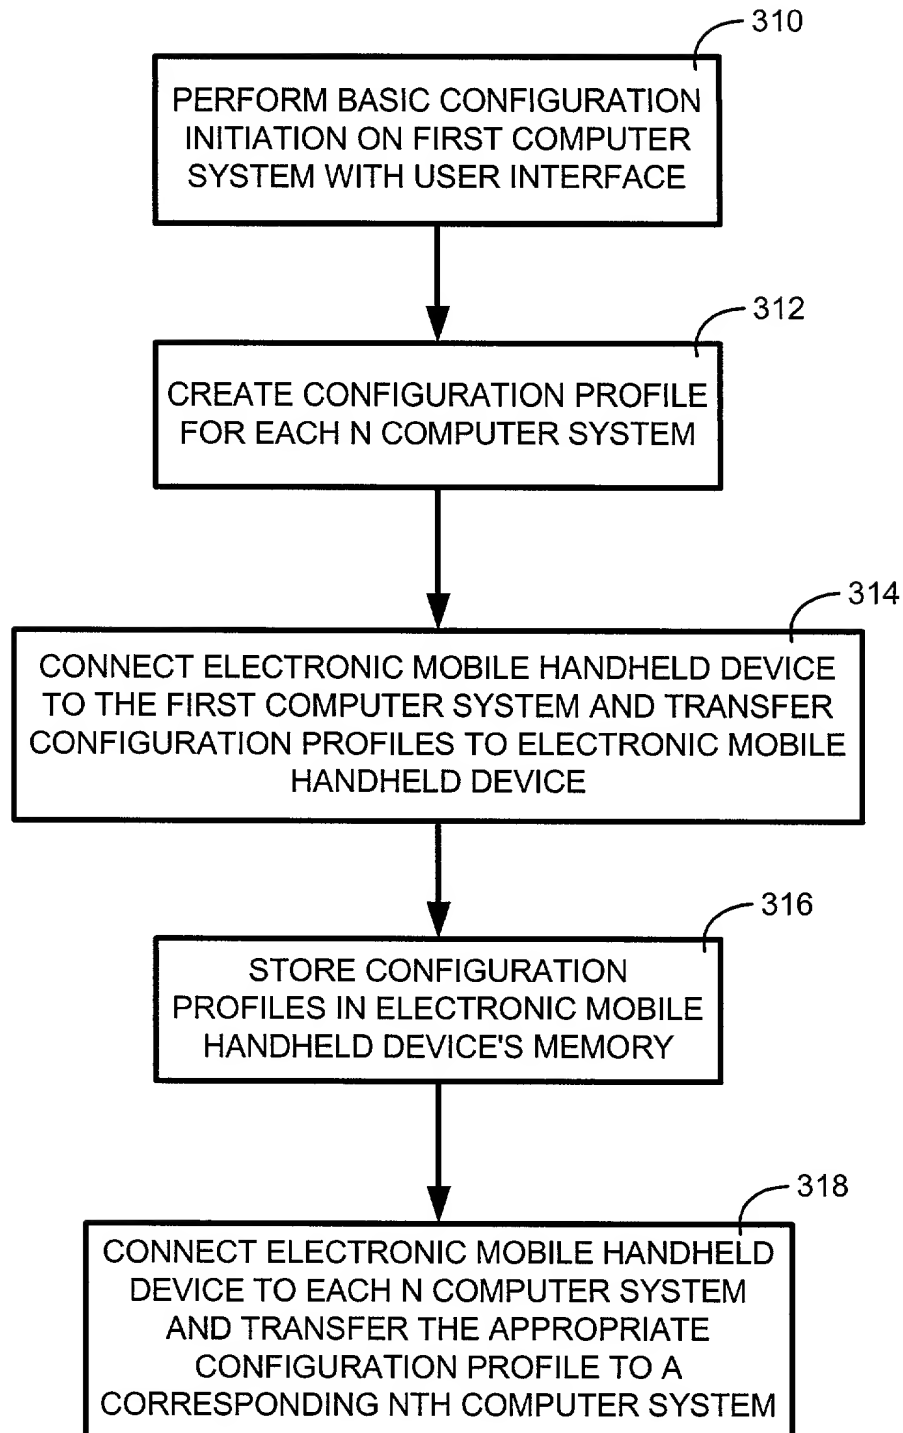 310
PERFORM BASIC CONFIGURATION
INITIATION ON FIRST COMPUTER
SYSTEM WITH USER INTERFACE
312
CREATE CONFIGURATION PROFILE
FOR EACH N COMPUTER SYSTEM
314
CONNECT ELECTRONIC MOBILE HANDHELD DEVICE
TO THE FIRST COMPUTER SYSTEM AND TRANSFER
CONFIGURATION PROFILES TO ELECTRONIC MOBILE
HANDHELD DEVICE
316
STORE CONFIGURATION
PROFILES IN ELECTRONIC MOBILE
HANDHELD DEVICE'S MEMORY
318
CONNECT ELECTRONIC MOBILE HANDHELD
DEVICE TO EACH N COMPUTER SYSTEM
AND TRANSFER THE APPROPRIATE
CONFIGURATION PROFILE TO A
CORRESPONDING NTH COMPUTER SYSTEM